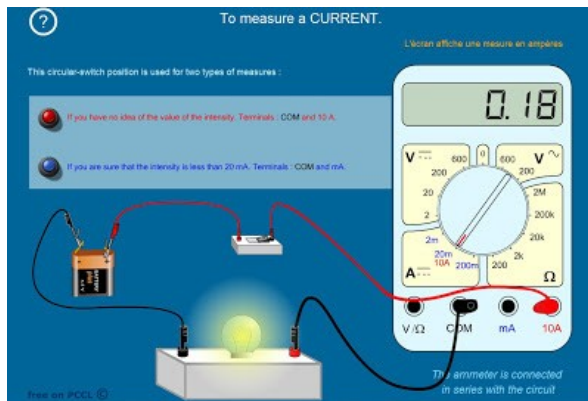 ?
To measure a CURRENT.
L'écran affiche une mesure en ampères
This circular-switch position is used for two types of measures :
If you have no idea of the value of the intensity. Terminals : COM and 10 A.
If you are sure that the intensity is less than 20 mA. Terminals : COM and mA.
0.18
V 600 0 600 V
200 200
20 2M
2 200k
2m 20k
20m 2k
10A 200m 200
A Ω
V/Ω COM mA 10A
BATTERY
The ammeter is connected
in series with the circuit
free on PCCL ©